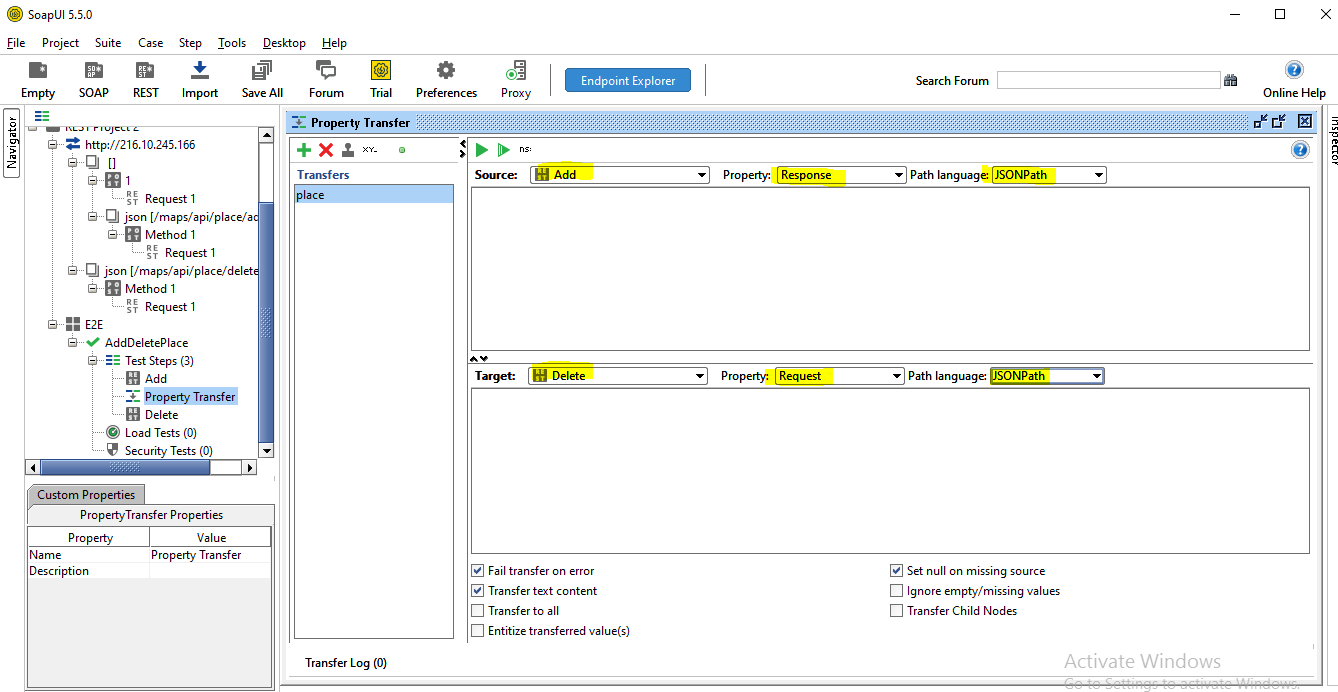 SoapUI 5.5.0
File Project Suite Case Step Tools Desktop Help
Empty SOAP REST Import Save All Forum Trial Preferences Proxy Endpoint Explorer Search Forum Online Help
Navigator
REST Project 2
http://216.10.245.166
[]
1
Request 1
json [/maps/api/place/ad
Method 1
Request 1
json [/maps/api/place/delete
Method 1
Request 1
E2E
AddDeletePlace
Test Steps (3)
Add
Property Transfer
Delete
Load Tests (0)
Security Tests (0)
Custom Properties
PropertyTransfer Properties
Property Value
Name Property Transfer
Description
Property Transfer
XY- ns:
Transfers
place
Source: Add Property: Response Path language: JSONPath
Target: Delete Property: Request Path language: JSONPath
Fail transfer on error Set null on missing source
Transfer text content Ignore empty/missing values
Transfer to all Transfer Child Nodes
Entitize transferred value(s)
Transfer Log (0)
Inspector
Activate Windows
Go to Settings to activate Windows.